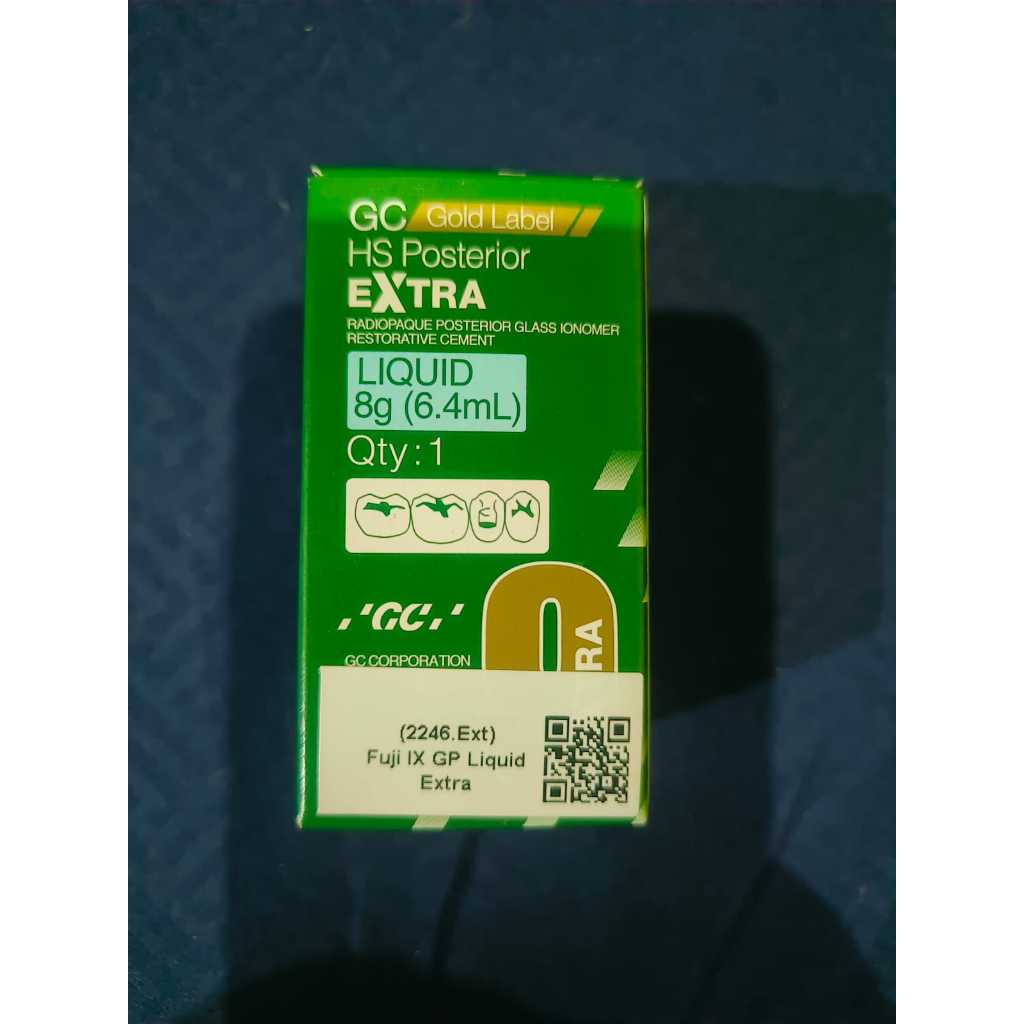 GC Gold Label
HS Posterior
EXTRA
RADIOPAQUE POSTERIOR GLASS IONOMER
RESTORATIVE CEMENT
LIQUID
8g (6.4mL)
Qty : 1
GC
GC CORPORATION
RA
(2246.Ext)
Fuji IX GP Liquid
Extra